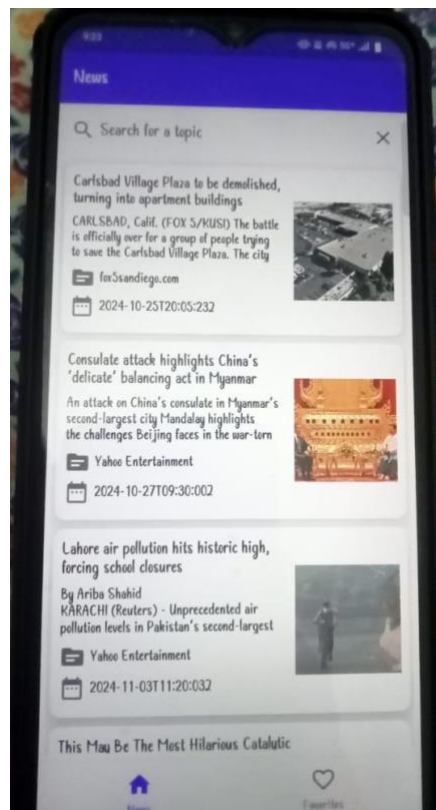 9:23
5G+
News
Search for a topic
Carlsbad Village Plaza to be demolished,
turning into apartment buildings
CARLSBAD, Calif. (FOX 5/KUSI) The battle
is officially over for a group of people trying
to save the Carlsbad Village Plaza. The city
fox5sandiego.com
2024-10-25T20:05:23Z
Consulate attack highlights China's
'delicate' balancing act in Myanmar
An attack on China's consulate in Myanmar's
second-largest city Mandalay highlights
the challenges Beijing faces in the war-torn
Yahoo Entertainment
2024-10-27T09:30:00Z
Lahore air pollution hits historic high,
forcing school closures
By Ariba Shahid
KARACHI (Reuters) - Unprecedented air
pollution levels in Pakistan's second-largest
Yahoo Entertainment
2024-11-03T11:20:03Z
This May Be The Most Hilarious Catalytic
News
Favorites